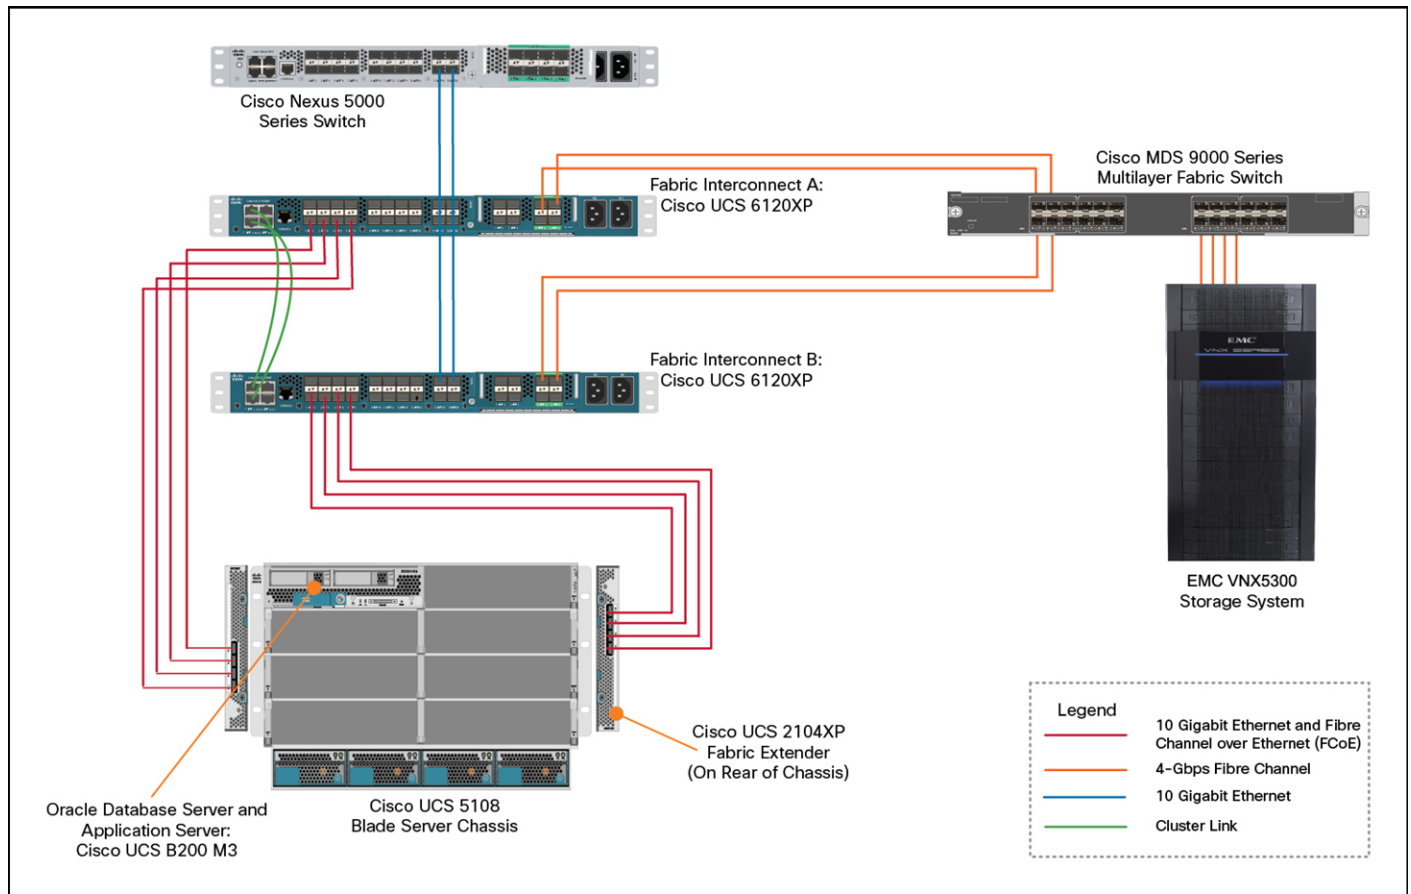 Cisco Nexus 5000
Series Switch
Fabric Interconnect A:
Cisco UCS 6120XP
Cisco MDS 9000 Series
Multilayer Fabric Switch
Fabric Interconnect B:
Cisco UCS 6120XP
EMC²
VNX SERIES
EMC VNX5300
Storage System
Cisco UCS 2104XP
Fabric Extender
(On Rear of Chassis)
Oracle Database Server and
Application Server:
Cisco UCS B200 M3
Cisco UCS 5108
Blade Server Chassis
Legend
10 Gigabit Ethernet and Fibre
Channel over Ethernet (FCoE)
4-Gbps Fibre Channel
10 Gigabit Ethernet
Cluster Link